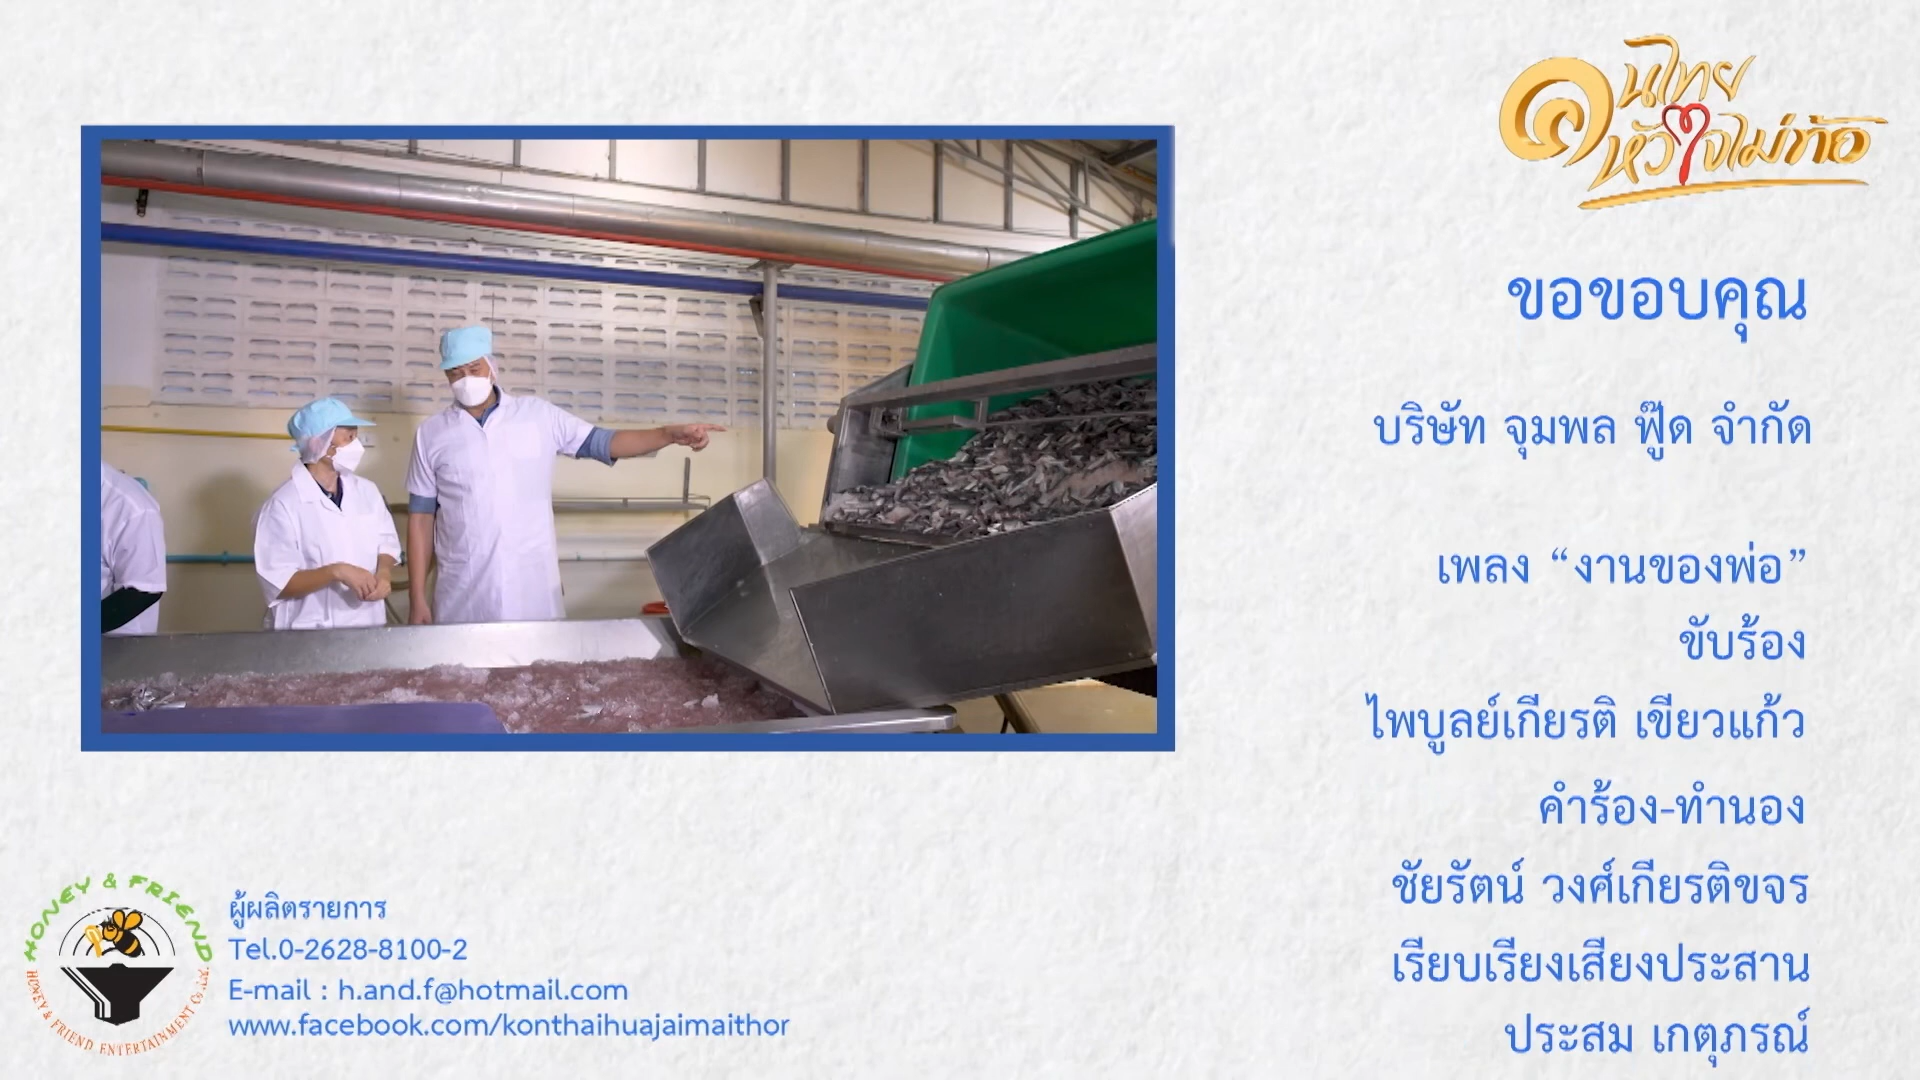 คนไทย
หัวใจไม่ท้อ
ขอขอบคุณ
บริษัท จุมพล ฟู๊ด จำกัด
เพลง “งานของพ่อ”
ขับร้อง
ไพบูลย์เกียรติ เขียวแก้ว
คำร้อง-ทำนอง
ชัยรัตน์ วงศ์เกียรติขจร
เรียบเรียงเสียงประสาน
ประสม เกตุภรณ์
HONEY & FRIEND
HONEY & FRIEND ENTERTAINMENT Co.,LTD.
ผู้ผลิตรายการ
Tel.0-2628-8100-2
E-mail : h.and.f@hotmail.com
www.facebook.com/konthaihuajaimaithor